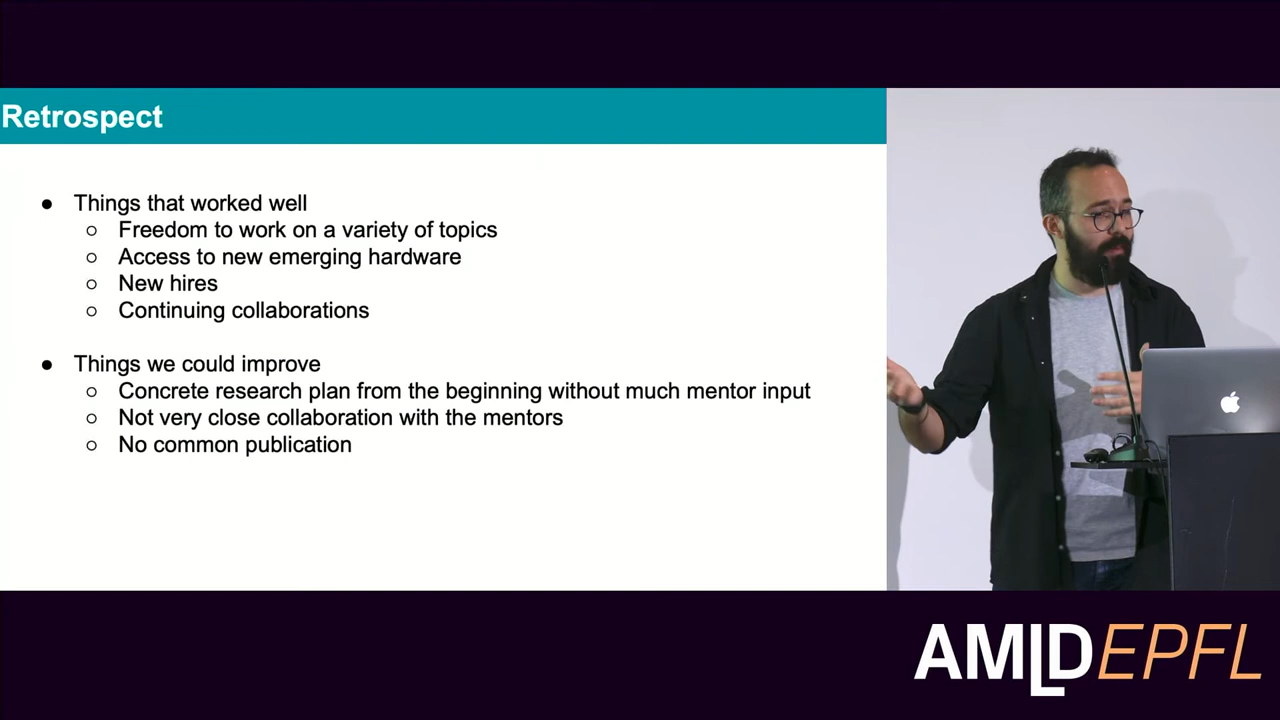 Retrospect
● Things that worked well
○ Freedom to work on a variety of topics
○ Access to new emerging hardware
○ New hires
○ Continuing collaborations
● Things we could improve
○ Concrete research plan from the beginning without much mentor input
○ Not very close collaboration with the mentors
○ No common publication
AMLD EPFL